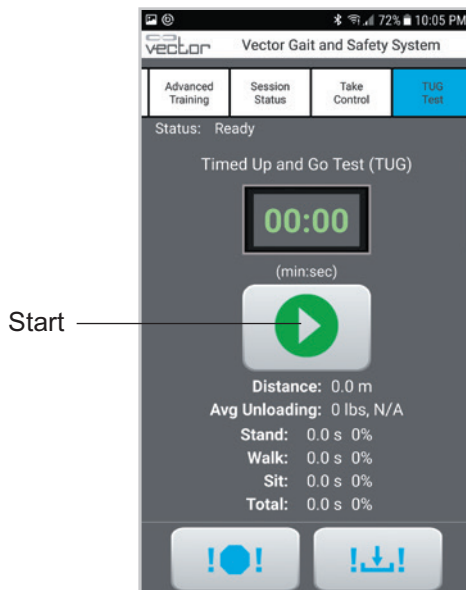 72% 10:05 PM
vector Vector Gait and Safety System
Advanced Training
Session Status
Take Control
TUG Test
Status: Ready
Timed Up and Go Test (TUG)
00:00
(min:sec)
Start
Distance: 0.0 m
Avg Unloading: 0 lbs, N/A
Stand: 0.0 s 0%
Walk: 0.0 s 0%
Sit: 0.0 s 0%
Total: 0.0 s 0%
! !
! !